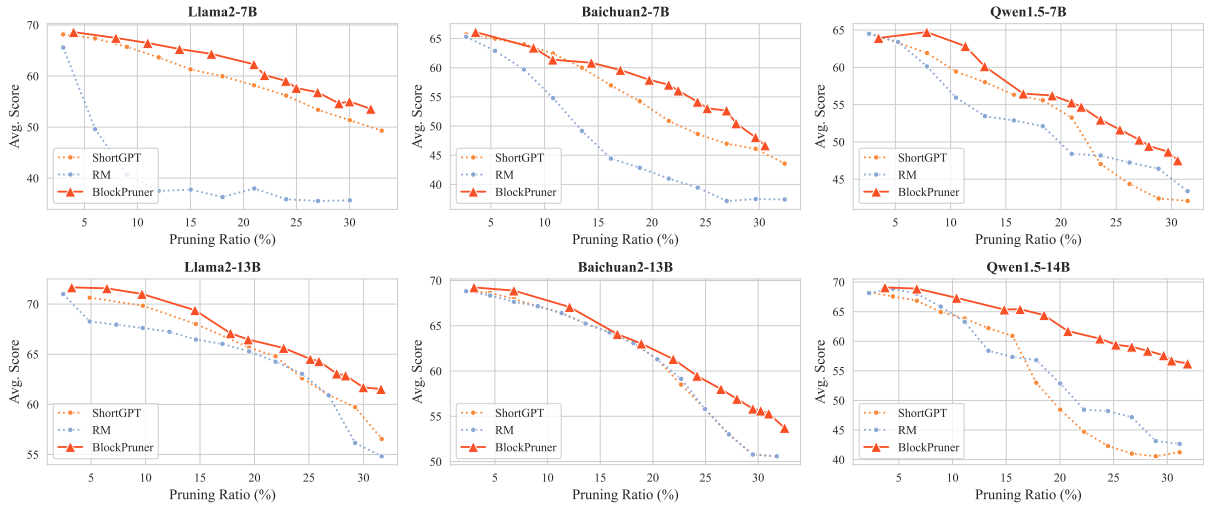 Llama2-7B
Avg. Score
70
60
50
40
ShortGPT
RM
BlockPruner
5
10
15
20
25
30
Pruning Ratio (%)
Baichuan2-7B
Avg. Score
65
60
55
50
45
40
ShortGPT
RM
BlockPruner
5
10
15
20
25
30
Pruning Ratio (%)
Qwen1.5-7B
Avg. Score
65
60
55
50
45
ShortGPT
RM
BlockPruner
5
10
15
20
25
30
Pruning Ratio (%)
Llama2-13B
Avg. Score
70
65
60
55
ShortGPT
RM
BlockPruner
5
10
15
20
25
30
Pruning Ratio (%)
Baichuan2-13B
Avg. Score
70
65
60
55
50
ShortGPT
RM
BlockPruner
5
10
15
20
25
30
Pruning Ratio (%)
Qwen1.5-14B
Avg. Score
70
65
60
55
50
45
40
ShortGPT
RM
BlockPruner
5
10
15
20
25
30
Pruning Ratio (%)